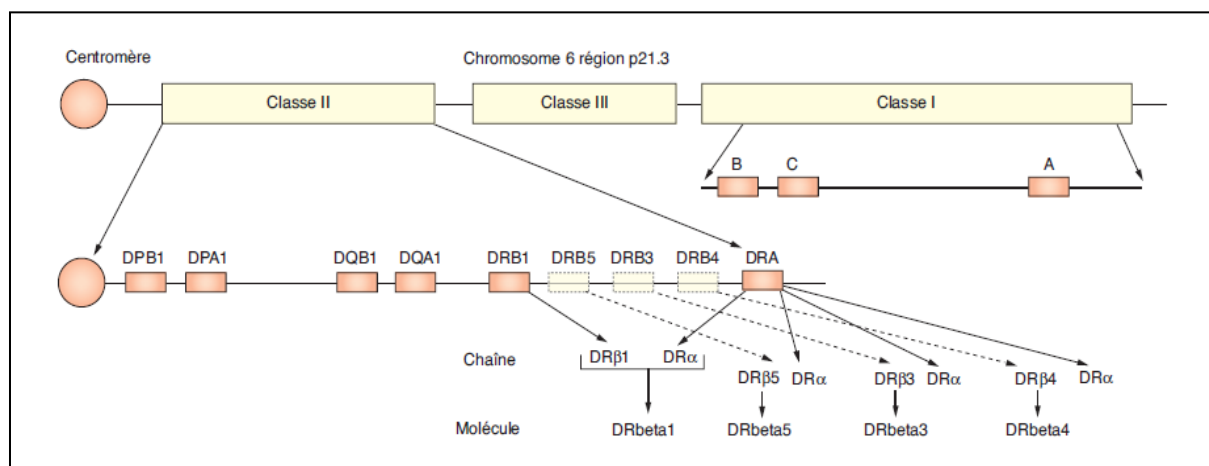 Centromère Chromosome 6 région p21.3
Classe II Classe III Classe I
B C A
DPB1 DPA1 DQB1 DQA1 DRB1 DRB5 DRB3 DRB4 DRA
Chaîne DRβ1 DRα
DRβ5 DRα DRβ3 DRα DRβ4 DRα
Molécule DRbeta1 DRbeta5 DRbeta3 DRbeta4